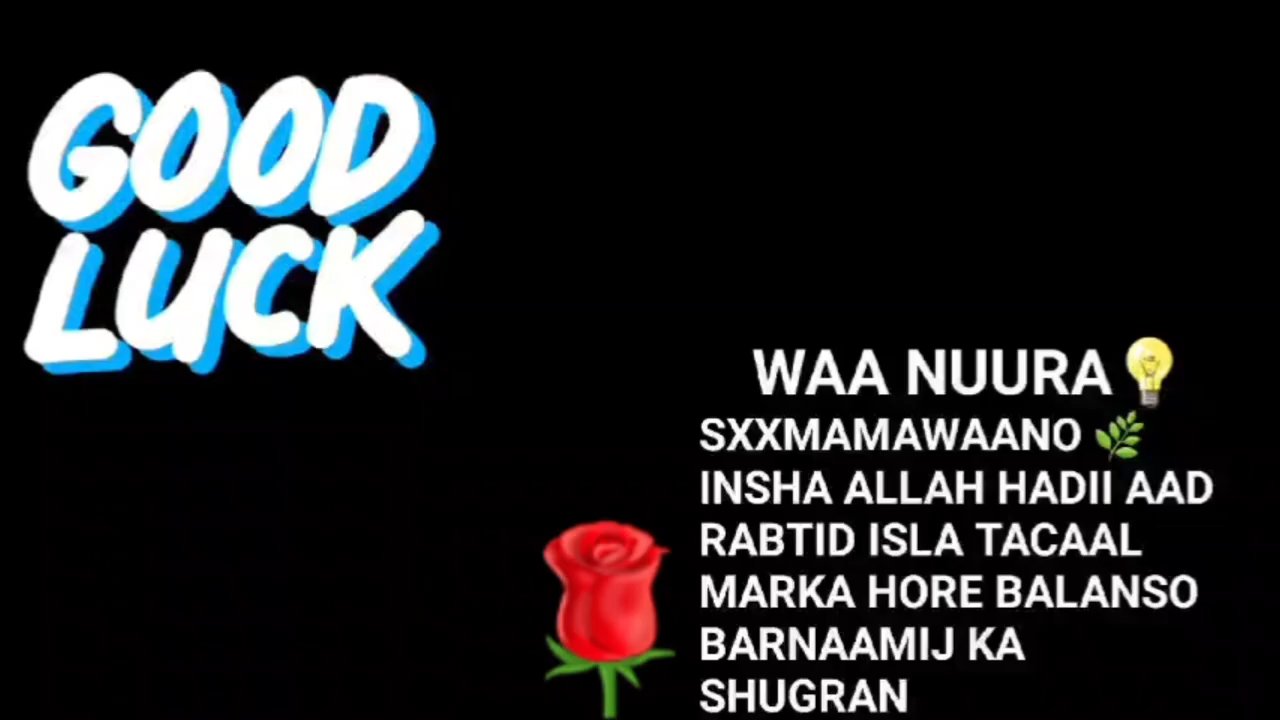 GOOD
LUCK
WAA NUURA💡
SXXMAMAWAANO 🌿
INSHA ALLAH HADII AAD
RABTID ISLA TACAAL
MARKA HORE BALANSO
BARNAAMIJ KA
SHUGRAN